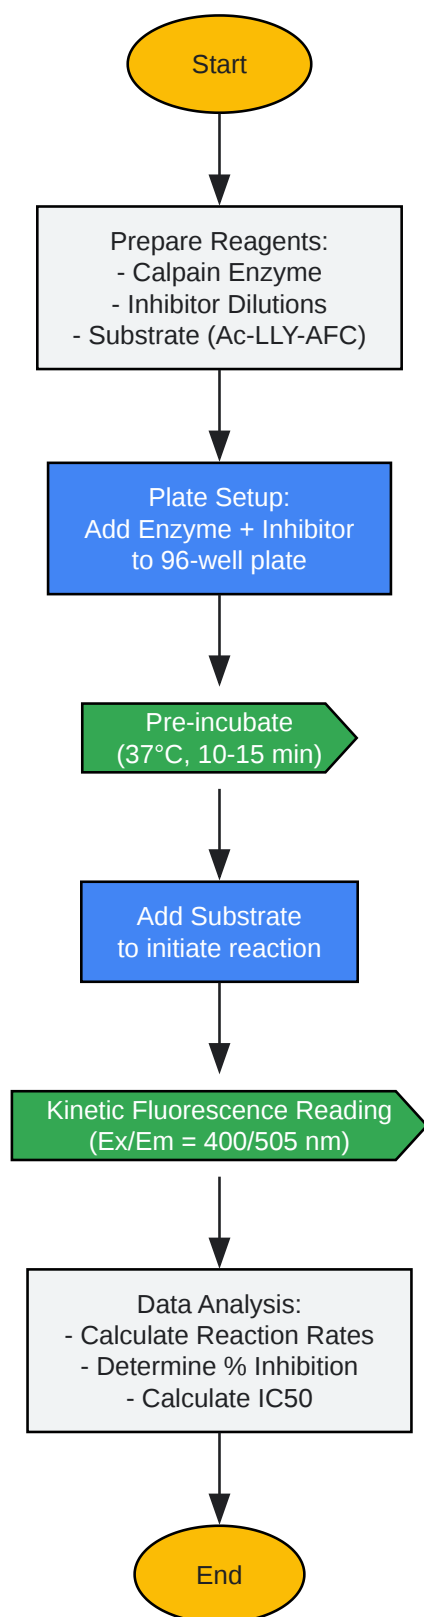 Start
Prepare Reagents:
- Calpain Enzyme
- Inhibitor Dilutions
- Substrate (Ac-LLY-AFC)
Plate Setup:
Add Enzyme + Inhibitor
to 96-well plate
Pre-incubate
(37°C, 10-15 min)
Add Substrate
to initiate reaction
Kinetic Fluorescence Reading
(Ex/Em = 400/505 nm)
Data Analysis:
- Calculate Reaction Rates
- Determine % Inhibition
- Calculate IC50
End